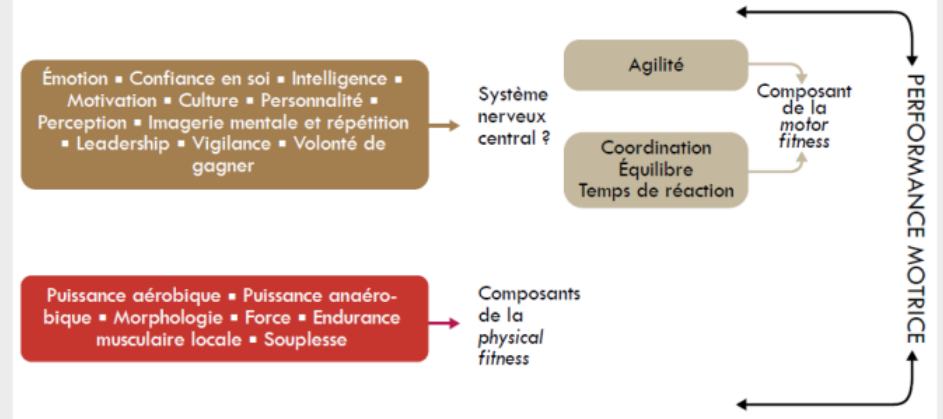 Émotion ▪ Confiance en soi ▪ Intelligence ▪
Motivation ▪ Culture ▪ Personnalité ▪
Perception ▪ Imagerie mentale et répétition
▪ Leadership ▪ Vigilance ▪ Volonté de
gagner
Système
nerveux
central ?
Agilité
Coordination
Équilibre
Temps de réaction
Composant
de la
motor
fitness
Puissance aérobique ▪ Puissance anaéro-
bique ▪ Morphologie ▪ Force ▪ Endurance
musculaire locale ▪ Souplesse
Composants
de la
physical
fitness
PERFORMANCE MOTRICE